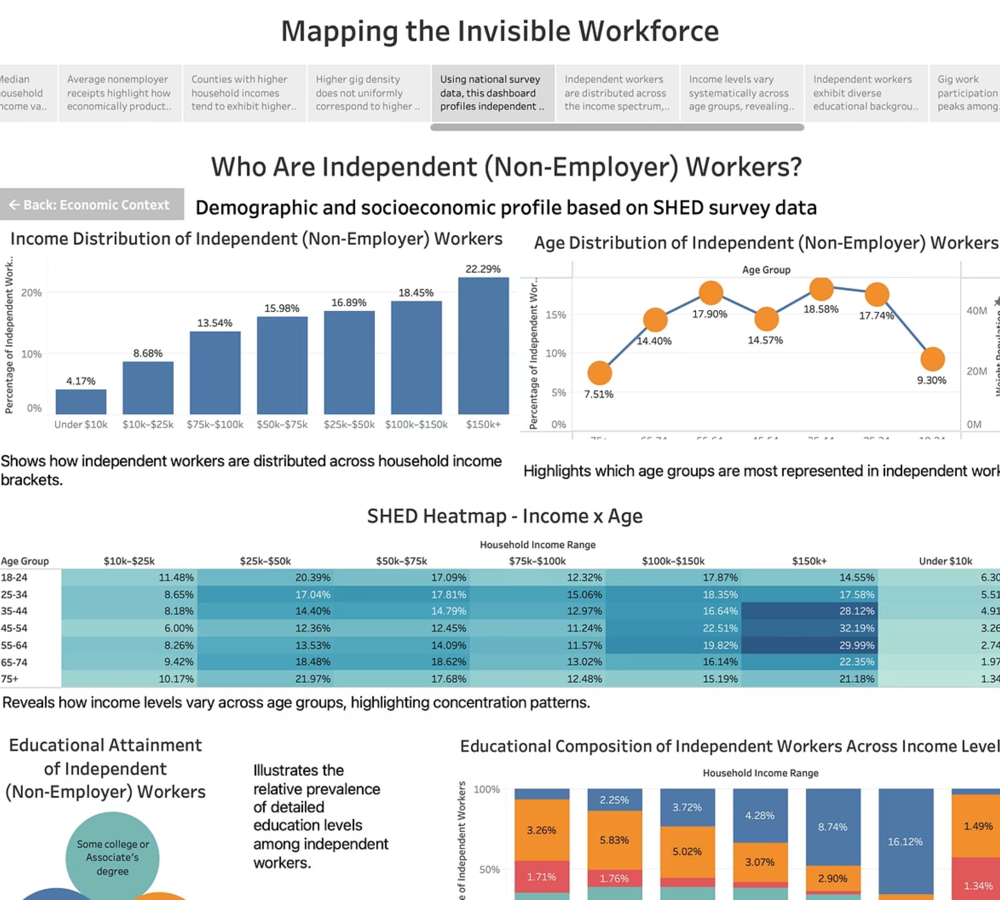 Mapping the Invisible Workforce
Median
household
income va..
Average nonemployer
receipts highlight how
economically product..
Counties with higher
household incomes
tend to exhibit higher..
Higher gig density
does not uniformly
correspond to higher ..
Using national survey
data, this dashboard
profiles independent ..
Independent workers
are distributed across
the income spectrum,..
Income levels vary
systematically across
age groups, revealing..
Independent workers
exhibit diverse
educational backgrou..
Gig work
participation
peaks among.
Who Are Independent (Non-Employer) Workers?
← Back: Economic Context
Demographic and socioeconomic profile based on SHED survey data
Income Distribution of Independent (Non-Employer) Workers
Percentage of Independent Work..
20%
10%
0%
4.17%
8.68%
13.54%
15.98%
16.89%
18.45%
22.29%
Under $10k
$10k–$25k
$75k–$100k
$50k–$75k
$25k–$50k
$100k–$150k
$150k+
Shows how independent workers are distributed across household income
brackets.
Age Distribution of Independent (Non-Employer) Workers
Age Group
Percentage of Independent Wor..
15%
10%
5%
0%
7.51%
14.40%
17.90%
14.57%
18.58%
17.74%
9.30%
40M
20M
0M
Weight Population
Highlights which age groups are most represented in independent work
SHED Heatmap - Income x Age
Household Income Range
Age Group $10k–$25k $25k–$50k $50k–$75k $75k–$100k $100k–$150k $150k+ Under $10k
18-24 11.48% 20.39% 17.09% 12.32% 17.87% 14.55% 6.30
25-34 8.65% 17.04% 17.81% 15.06% 18.35% 17.58% 5.51
35-44 8.18% 14.40% 14.79% 12.97% 16.64% 28.12% 4.91
45-54 6.00% 12.36% 12.45% 11.24% 22.51% 32.19% 3.26
55-64 8.26% 13.53% 14.09% 11.57% 19.82% 29.99% 2.74
65-74 9.42% 18.48% 18.62% 13.02% 16.14% 22.35% 1.97
75+ 10.17% 21.97% 17.68% 12.48% 15.19% 21.18% 1.34
Reveals how income levels vary across age groups, highlighting concentration patterns.
Educational Attainment
of Independent
(Non-Employer) Workers
Some college or
Associate's
degree
Illustrates the
relative prevalence
of detailed
education levels
among independent
workers.
Educational Composition of Independent Workers Across Income Level
Household Income Range
e of Independent Workers
100%
50%
3.26%
1.71%
2.25%
5.83%
1.76%
3.72%
5.02%
4.28%
3.07%
8.74%
2.90%
16.12%
1.49%
1.34%